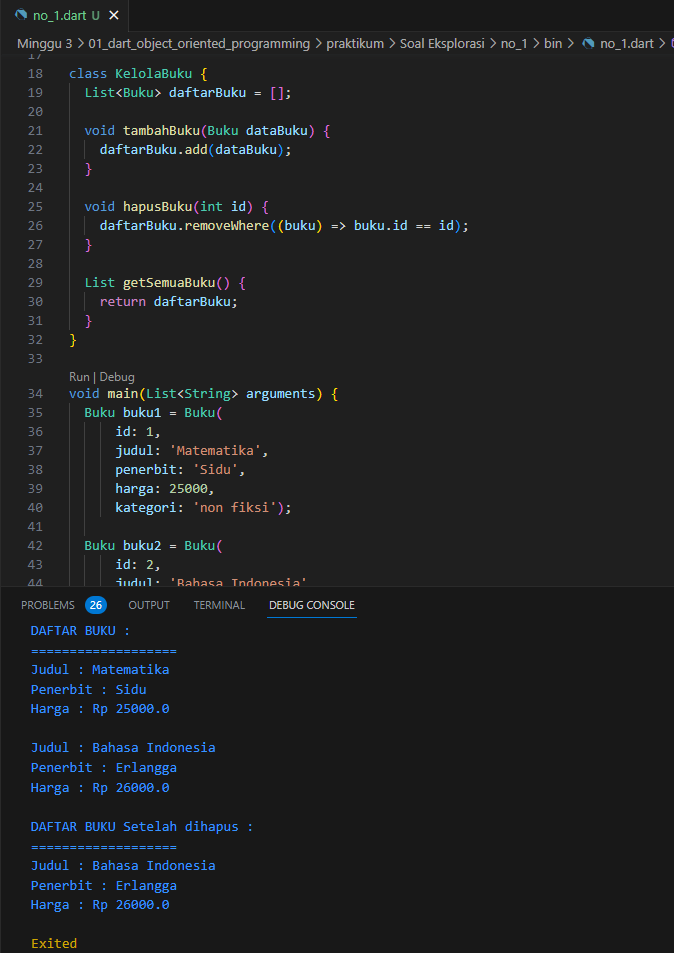 no_1.dart U
Minggu 3 > 01_dart_object_oriented_programming > praktikum > Soal Eksplorasi > no_1 > bin > no_1.dart >
17
18 class KelolaBuku {
19 List<Buku> daftarBuku = [];
20
21 void tambahBuku(Buku dataBuku) {
22 daftarBuku.add(dataBuku);
23 }
24
25 void hapusBuku(int id) {
26 daftarBuku.removeWhere((buku) => buku.id == id);
27 }
28
29 List getSemuaBuku() {
30 return daftarBuku;
31 }
32 }
33
Run | Debug
34 void main(List<String> arguments) {
35 Buku buku1 = Buku(
36 id: 1,
37 judul: 'Matematika',
38 penerbit: 'Sidu',
39 harga: 25000,
40 kategori: 'non fiksi');
41
42 Buku buku2 = Buku(
43 id: 2,
44 judul: 'Bahasa Indonesia'
PROBLEMS 26 OUTPUT TERMINAL DEBUG CONSOLE
DAFTAR BUKU :
===================
Judul : Matematika
Penerbit : Sidu
Harga : Rp 25000.0
Judul : Bahasa Indonesia
Penerbit : Erlangga
Harga : Rp 26000.0
DAFTAR BUKU Setelah dihapus :
===================
Judul : Bahasa Indonesia
Penerbit : Erlangga
Harga : Rp 26000.0
Exited